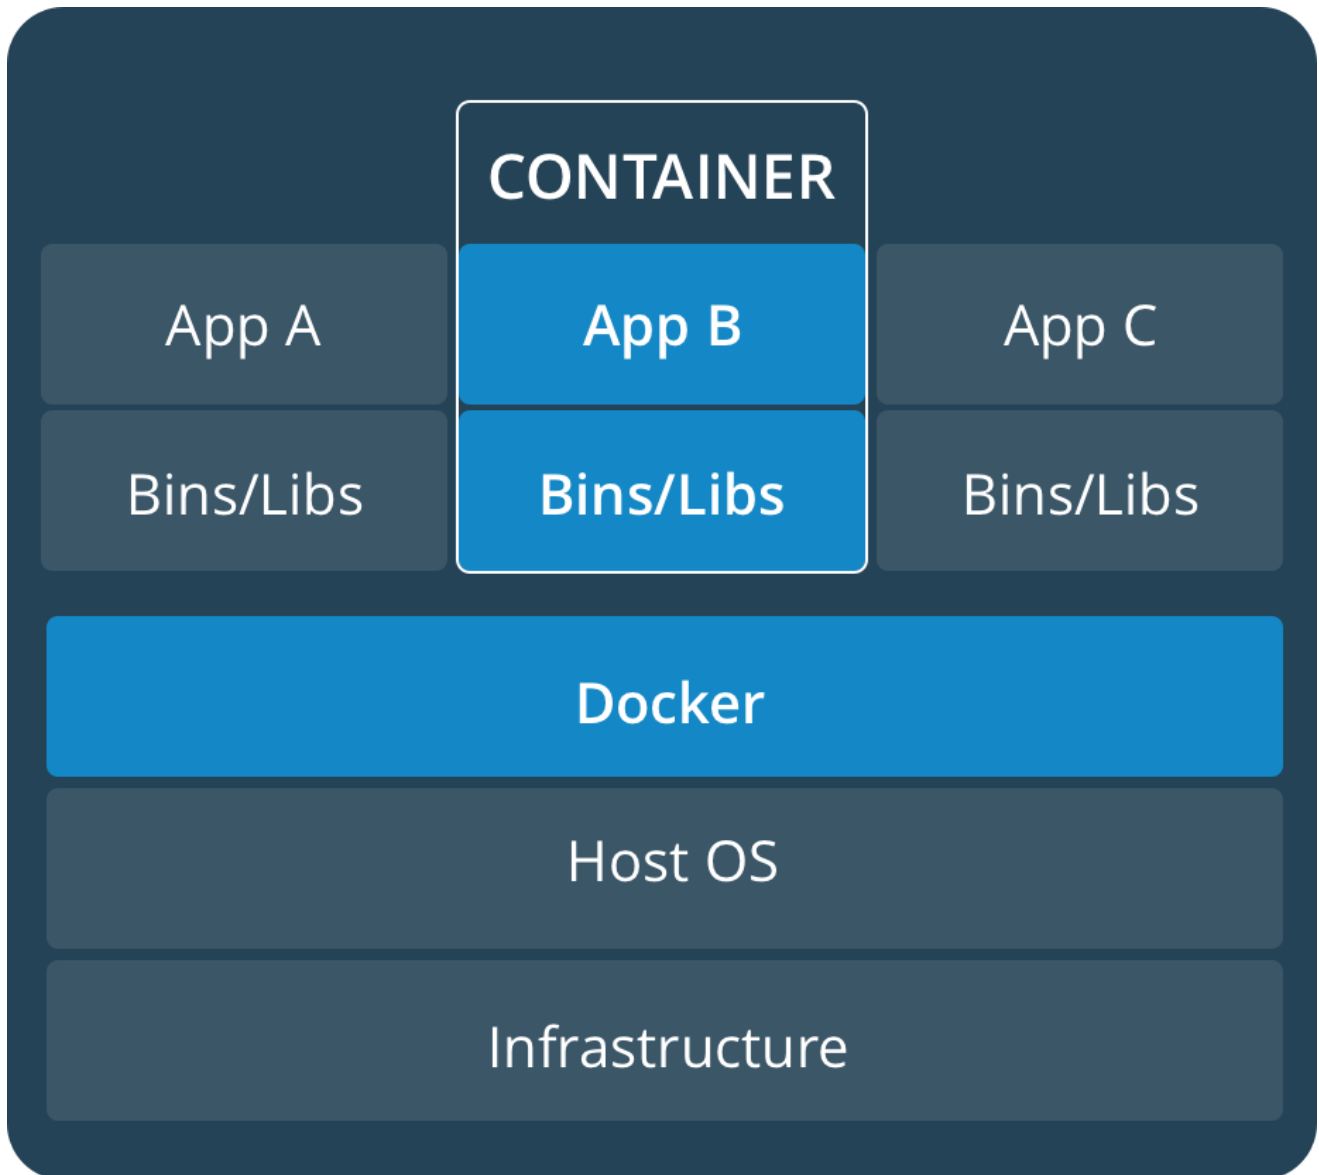 CONTAINER
App A
App B
App C
Bins/Libs
Bins/Libs
Bins/Libs
Docker
Host OS
Infrastructure